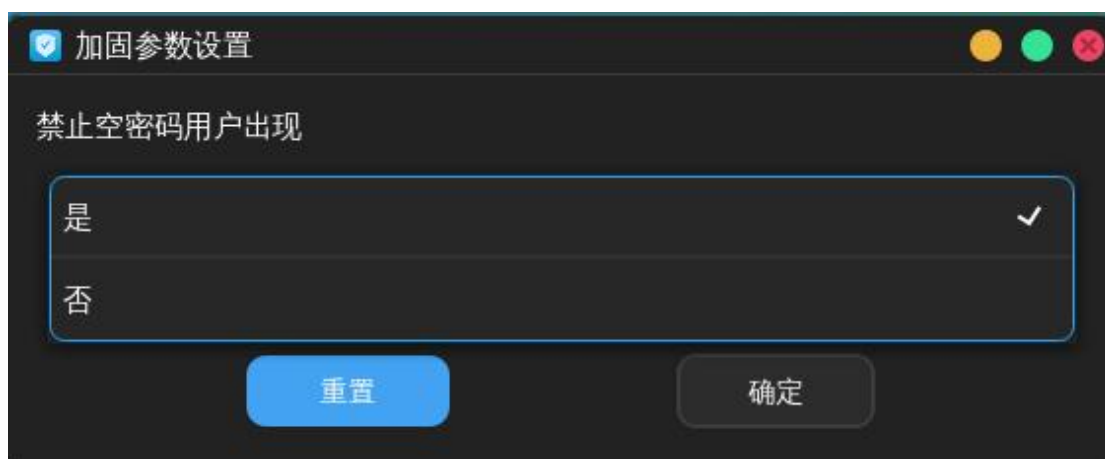 加固参数设置
禁止空密码用户出现
是
否
重置
确定